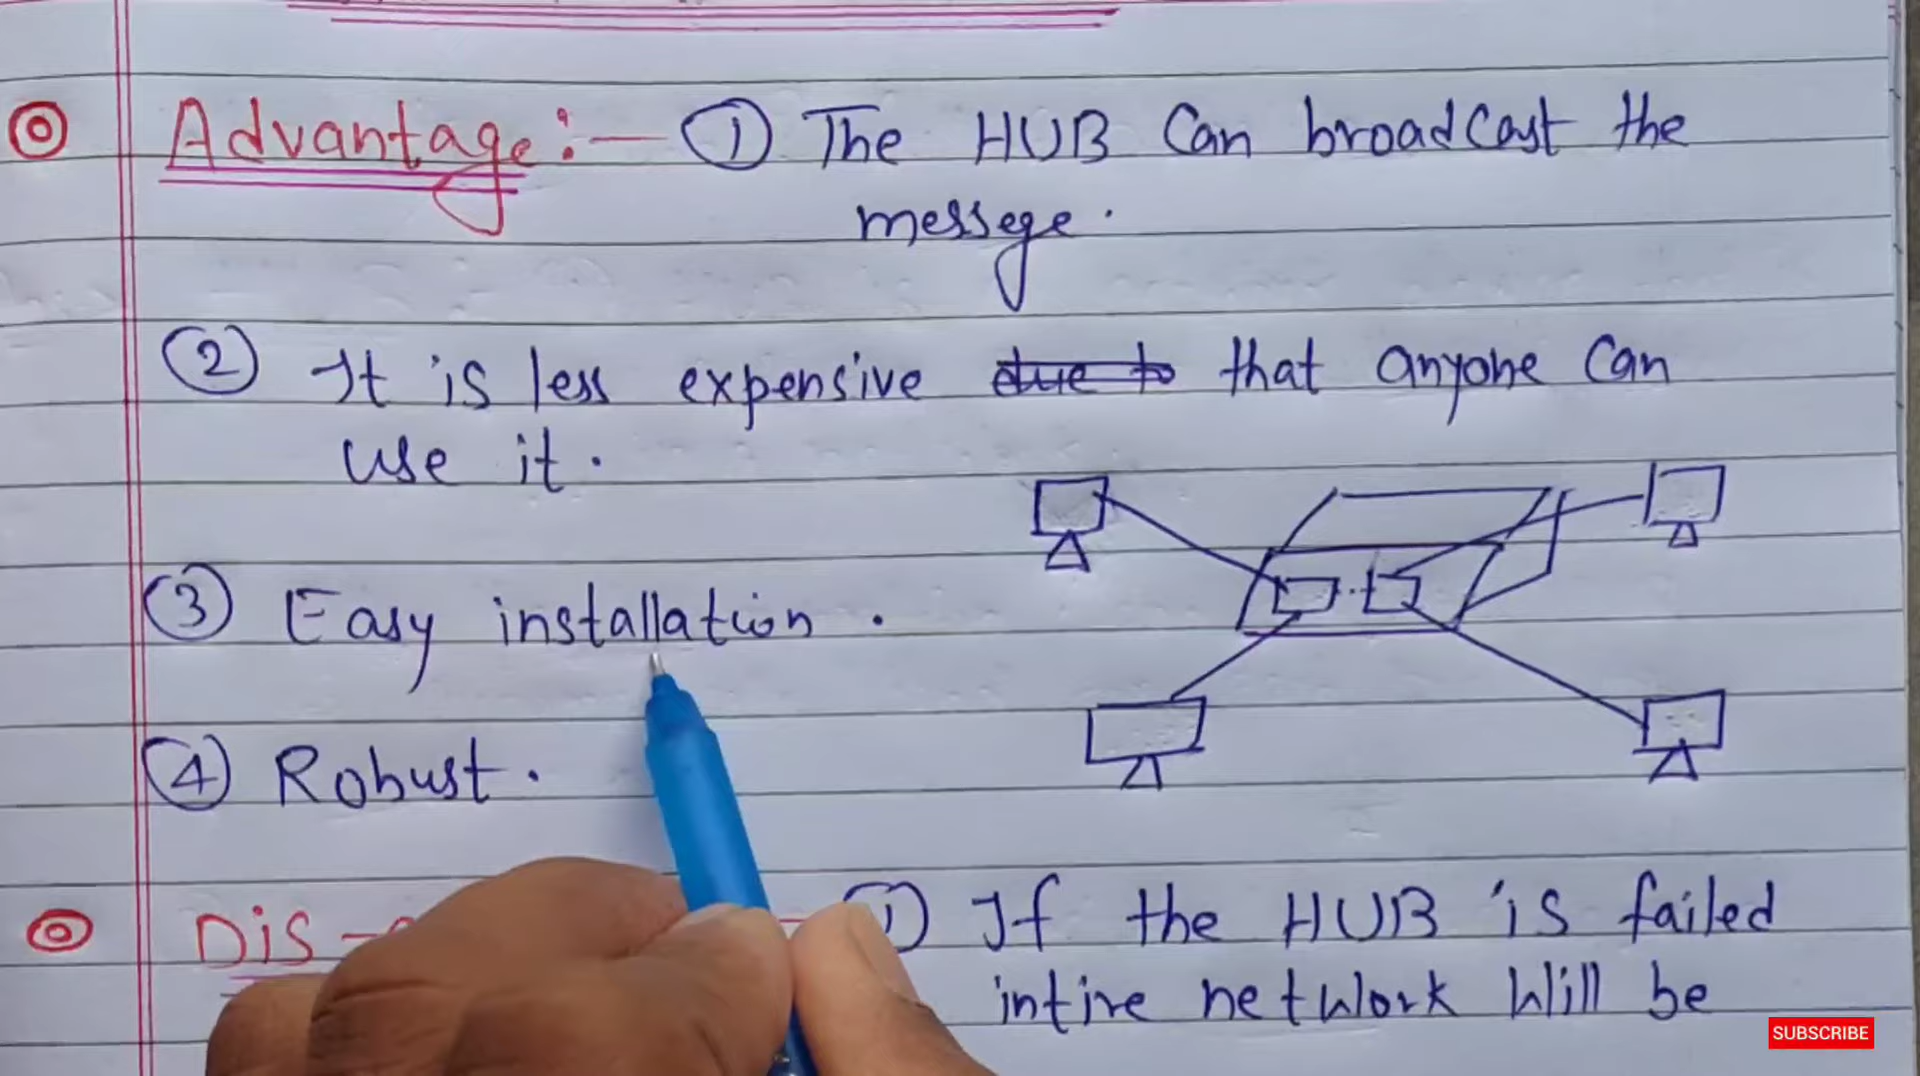 Advantage:— ① The HUB Can broadcast the
messege.
② It is less expensive due to that anyone Can
use it.
③ Easy installation.
④ Robust.
Dis- ① If the HUB is failed
intire network Will be
SUBSCRIBE